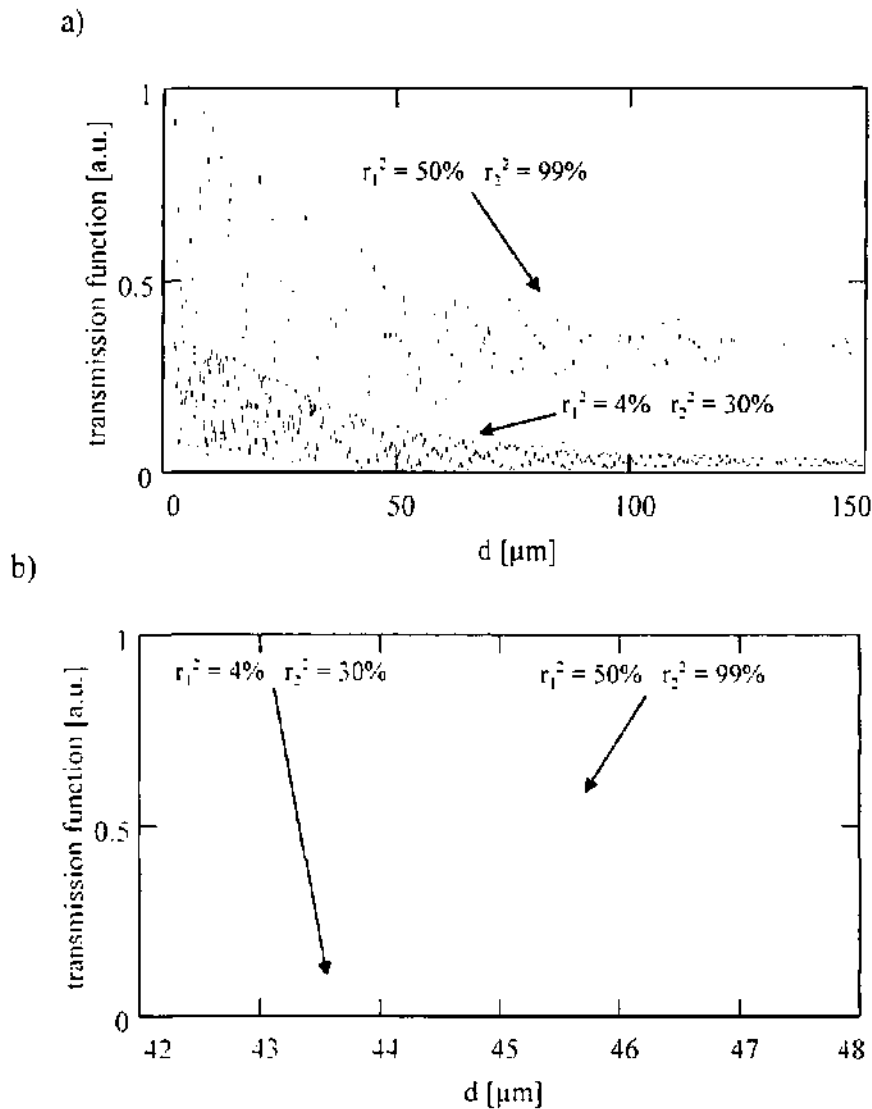 a)
transmission function [a.u.]
1
0.5
0
r₁² = 50% r₂² = 99%
r₁² = 4% r₂² = 30%
0 50 100 150
d [µm]
b)
transmission function [a.u.]
1
0.5
0
r₁² = 4% r₂² = 30%
r₁² = 50% r₂² = 99%
42 43 44 45 46 47 48
d [µm]